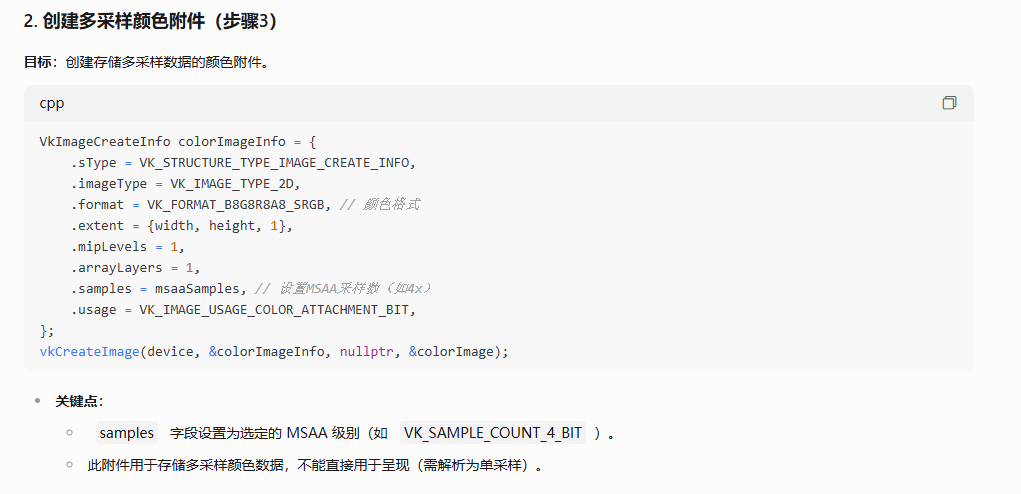 2. 创建多采样颜色附件（步骤3）
目标：创建存储多采样数据的颜色附件。
cpp
VkImageCreateInfo colorImageInfo = {
    .sType = VK_STRUCTURE_TYPE_IMAGE_CREATE_INFO,
    .imageType = VK_IMAGE_TYPE_2D,
    .format = VK_FORMAT_B8G8R8A8_SRGB, // 颜色格式
    .extent = {width, height, 1},
    .mipLevels = 1,
    .arrayLayers = 1,
    .samples = msaaSamples, // 设置MSAA采样数（如4x）
    .usage = VK_IMAGE_USAGE_COLOR_ATTACHMENT_BIT,
};
vkCreateImage(device, &colorImageInfo, nullptr, &colorImage);
关键点：
samples 字段设置为选定的 MSAA 级别（如 VK_SAMPLE_COUNT_4_BIT ）。
此附件用于存储多采样颜色数据，不能直接用于呈现（需解析为单采样）。